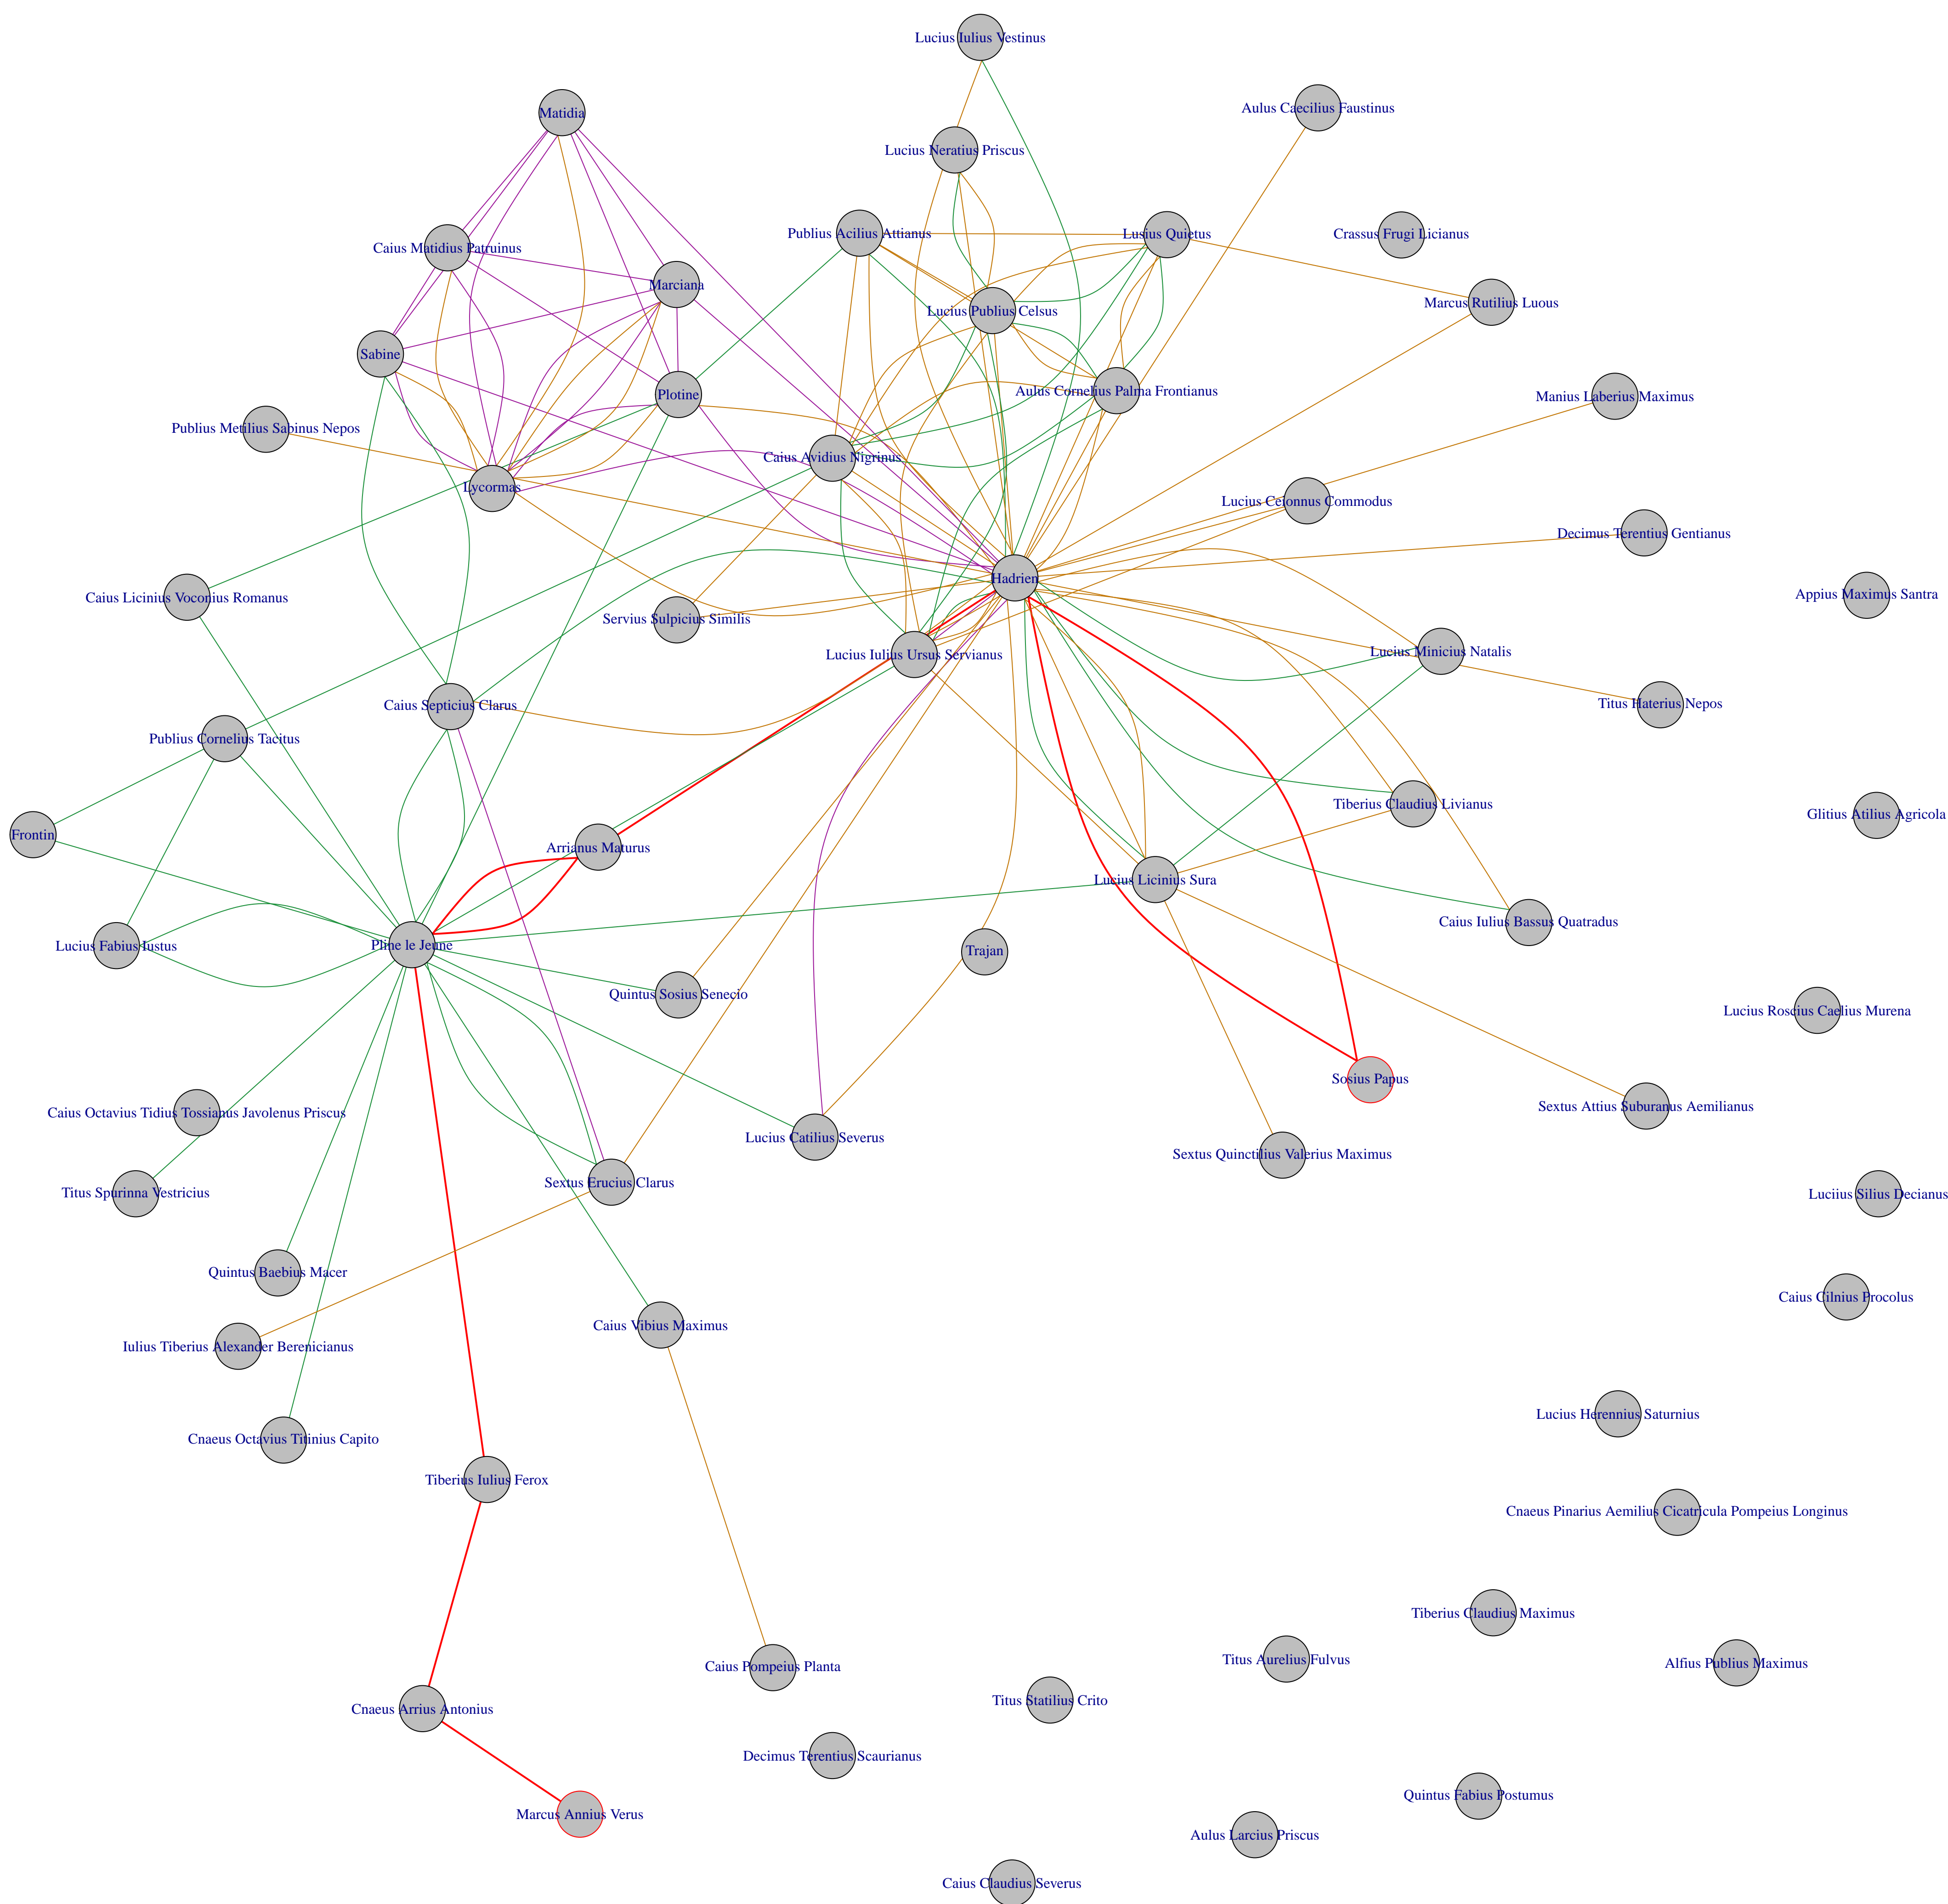 Lucius Iulius Vestinus
Aulus Caecilius Faustinus
Matidia
Lucius Neratius Priscus
Publius Acilius Attianus
Lusius Quietus
Crassus Frugi Licianus
Caius Matidius Patruinus
Marciana
Marcus Rutilius Luous
Lucius Publius Celsus
Sabine
Plotine
Aulus Cornelius Palma Frontianus
Manius Laberius Maximus
Publius Metilius Sabinus Nepos
Caius Avidius Nigrinus
Lycormas
Lucius Ceionnus Commodus
Decimus Terentius Gentianus
Hadrien
Caius Licinius Voconius Romanus
Appius Maximus Santra
Servius Sulpicius Similis
Lucius Iulius Ursus Servianus
Lucius Minicius Natalis
Caius Septicius Clarus
Titus Haterius Nepos
Publius Cornelius Tacitus
Tiberius Claudius Livianus
Glitius Atilius Agricola
Frontin
Arrianus Maturus
Lucius Licinius Sura
Caius Iulius Bassus Quatradus
Lucius Fabius Iustus
Pline le Jeune
Trajan
Quintus Sosius Senecio
Lucius Roscius Caelius Murena
Sosius Papus
Caius Octavius Tidius Tossianus Javolenus Priscus
Sextus Attius Suburanus Aemilianus
Lucius Catilius Severus
Sextus Quinctilius Valerius Maximus
Sextus Erucius Clarus
Titus Spurinna Vestricius
Luciius Silius Decianus
Quintus Baebius Macer
Caius Cilnius Procolus
Caius Vibius Maximus
Iulius Tiberius Alexander Berenicianus
Lucius Herennius Saturnius
Cnaeus Octavius Titinius Capito
Tiberius Iulius Ferox
Cnaeus Pinarius Aemilius Cicatricula Pompeius Longinus
Tiberius Claudius Maximus
Titus Aurelius Fulvus
Alfius Publius Maximus
Caius Pompeius Planta
Titus Statilius Crito
Cnaeus Arrius Antonius
Decimus Terentius Scaurianus
Quintus Fabius Postumus
Marcus Annius Verus
Aulus Larcius Priscus
Caius Claudius Severus